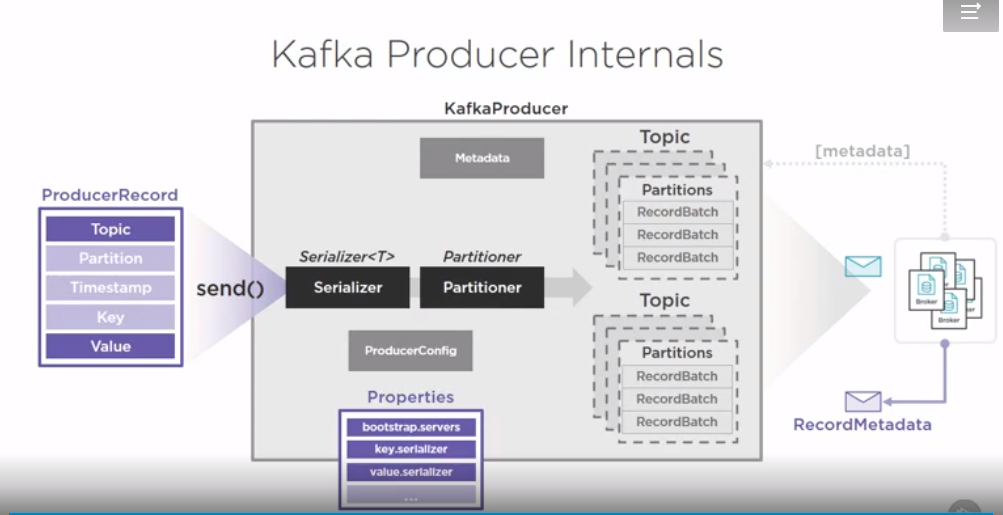 Kafka Producer Internals
KafkaProducer
Metadata
Topic
[metadata]
ProducerRecord
Partitions
Topic
RecordBatch
Partition
RecordBatch
Serializer<T>
Partitioner
RecordBatch
Timestamp
send()
Serializer
Partitioner
Broker
Broker
Key
Topic
Value
ProducerConfig
Partitions
RecordBatch
Properties
RecordBatch
RecordMetadata
bootstrap.servers
RecordBatch
key.serializer
value.serializer
...